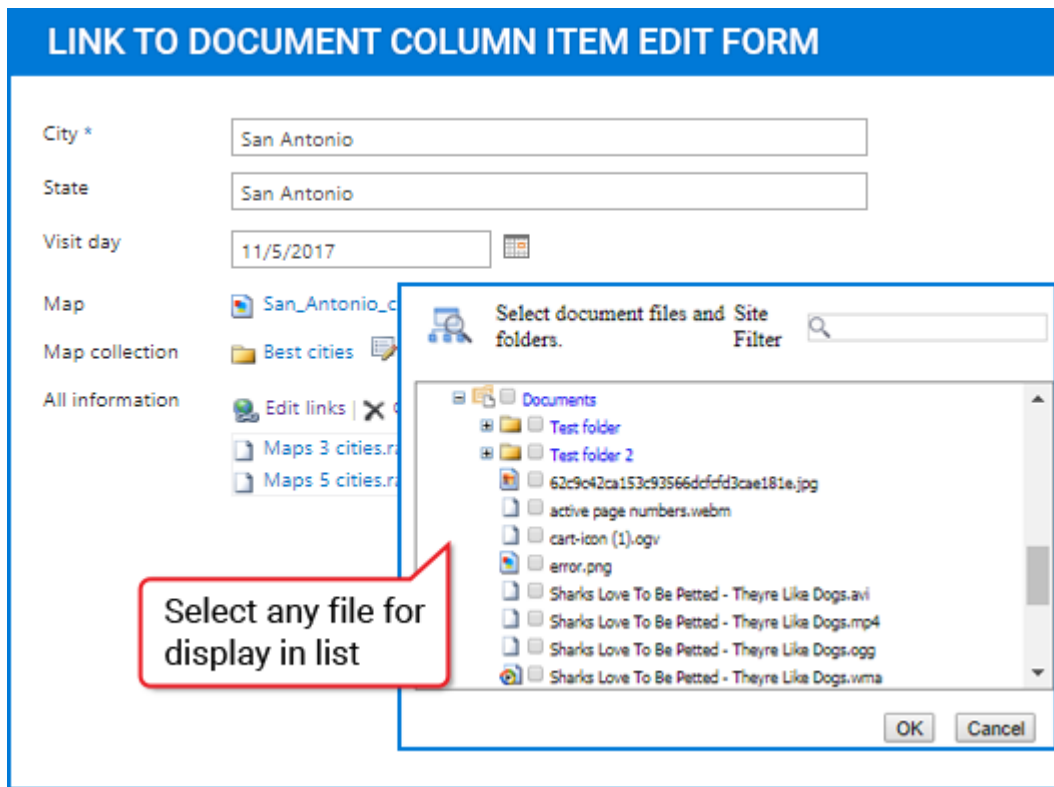 LINK TO DOCUMENT COLUMN ITEM EDIT FORM
City *
San Antonio
State
San Antonio
Visit day
11/5/2017
Map
San_Antonio_c
Map collection
Best cities
All information
Edit links |
Maps 3 cities.ra
Maps 5 cities.ra
Select document files and
folders.
Site
Filter
Documents
Test folder
Test folder 2
62c9c42ca153c93566dcfcfd3cae181e.jpg
active page numbers.webm
cart-icon (1).ogv
error.png
Sharks Love To Be Petted - Theyre Like Dogs.avi
Sharks Love To Be Petted - Theyre Like Dogs.mp4
Sharks Love To Be Petted - Theyre Like Dogs.ogg
Sharks Love To Be Petted - Theyre Like Dogs.wma
Select any file for
display in list
OK
Cancel